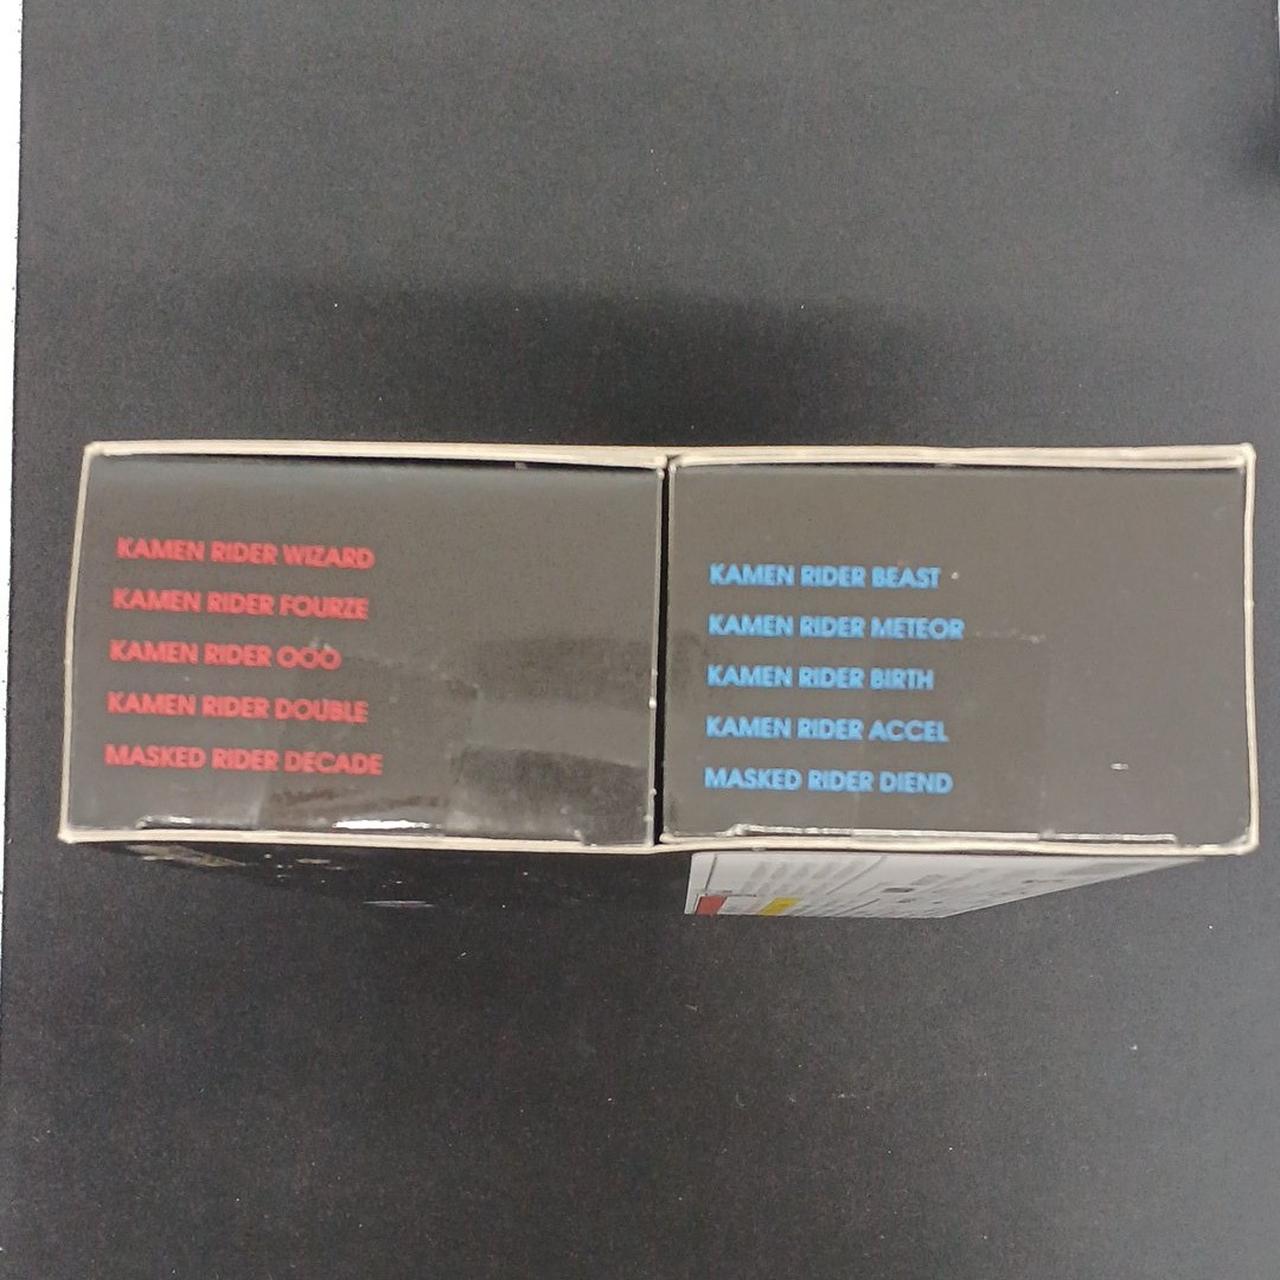 KAMEN RIDER WIZARD
KAMEN RIDER FOURZE
KAMEN RIDER OOO
KAMEN RIDER DOUBLE
MASKED RIDER DECADE
KAMEN RIDER BEAST
KAMEN RIDER METEOR
KAMEN RIDER BIRTH
KAMEN RIDER ACCEL
MASKED RIDER DIEND